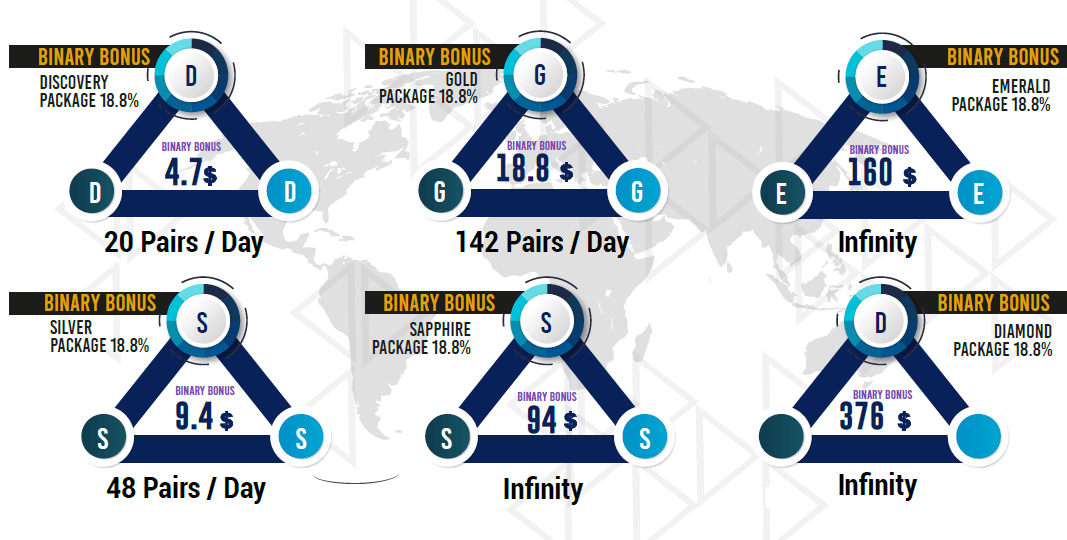 BINARY BONUS
DISCOVERY
PACKAGE 18.8%
D
BINARY BONUS
4.7$
D
D
20 Pairs / Day
BINARY BONUS
GOLD
PACKAGE 18.8%
G
BINARY BONUS
18.8 $
G
G
142 Pairs / Day
BINARY BONUS
EMERALD
PACKAGE 18.8%
E
BINARY BONUS
160 $
E
E
Infinity
BINARY BONUS
SILVER
PACKAGE 18.8%
S
BINARY BONUS
9.4 $
S
S
48 Pairs / Day
BINARY BONUS
SAPPHIRE
PACKAGE 18.8%
S
BINARY BONUS
94 $
S
S
Infinity
BINARY BONUS
DIAMOND
PACKAGE 18.8%
D
BINARY BONUS
376 $
Infinity